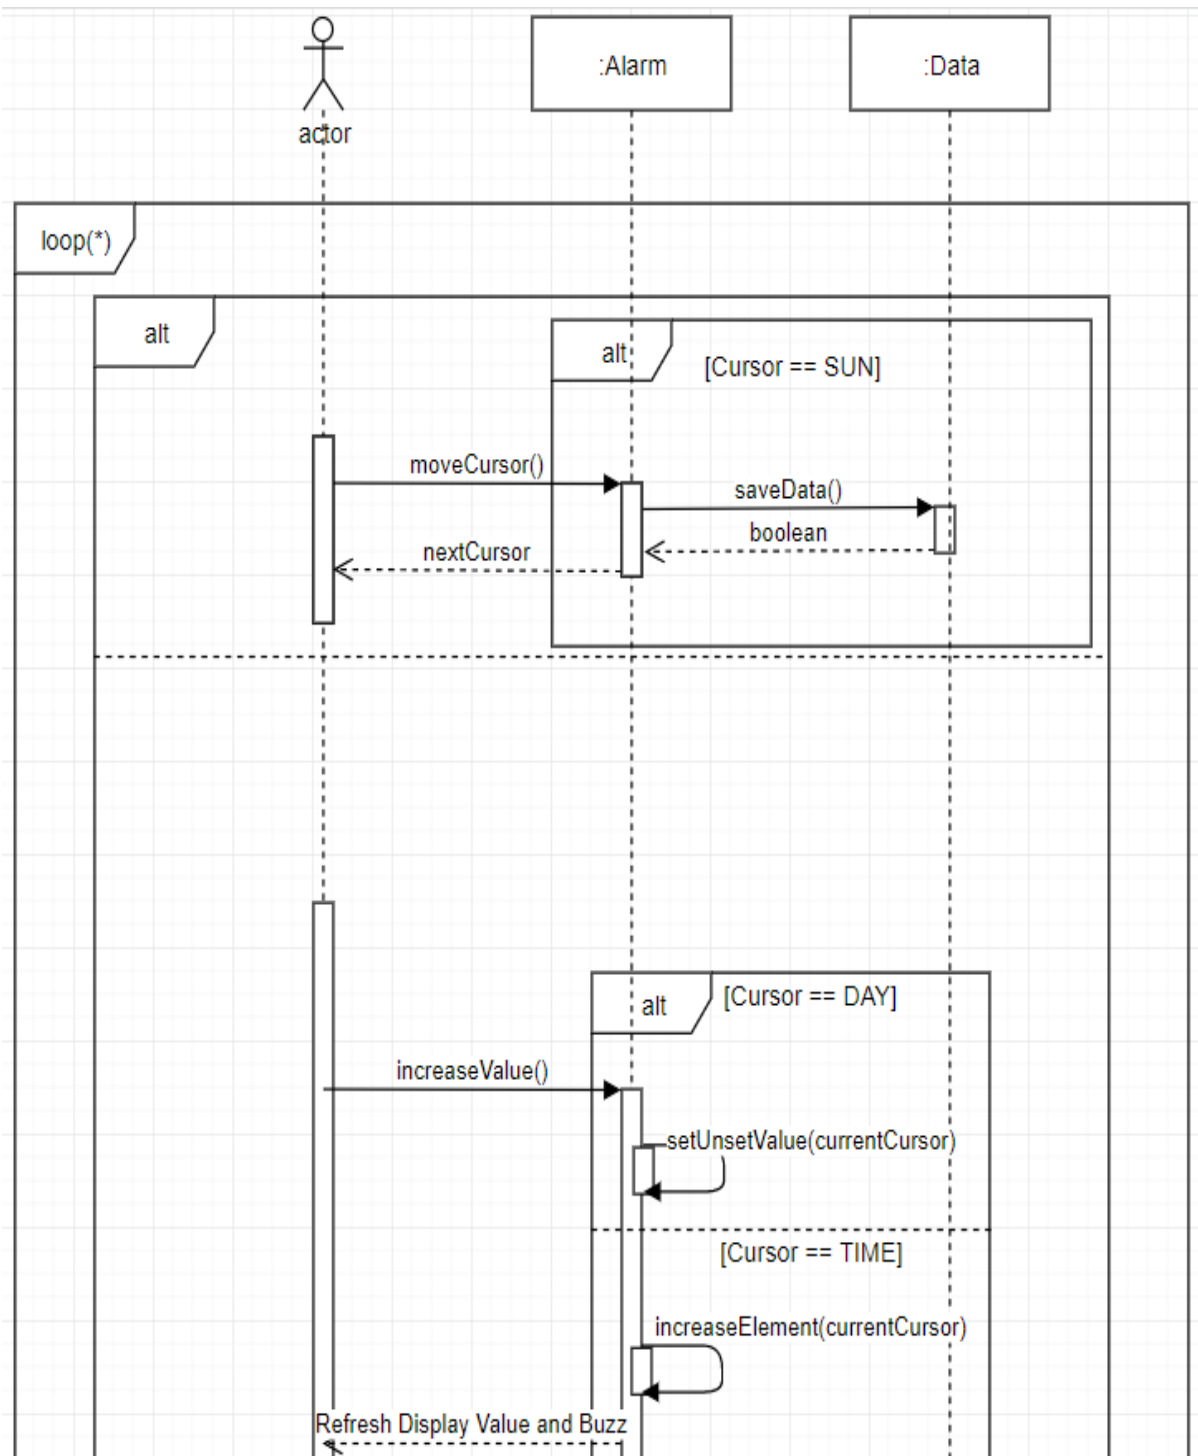 actor
:Alarm
:Data
loop(*)
alt
alt
[Cursor == SUN]
moveCursor()
saveData()
boolean
nextCursor
alt
[Cursor == DAY]
increaseValue()
setUnsetValue(currentCursor)
[Cursor == TIME]
increaseElement(currentCursor)
Refresh Display Value and Buzz